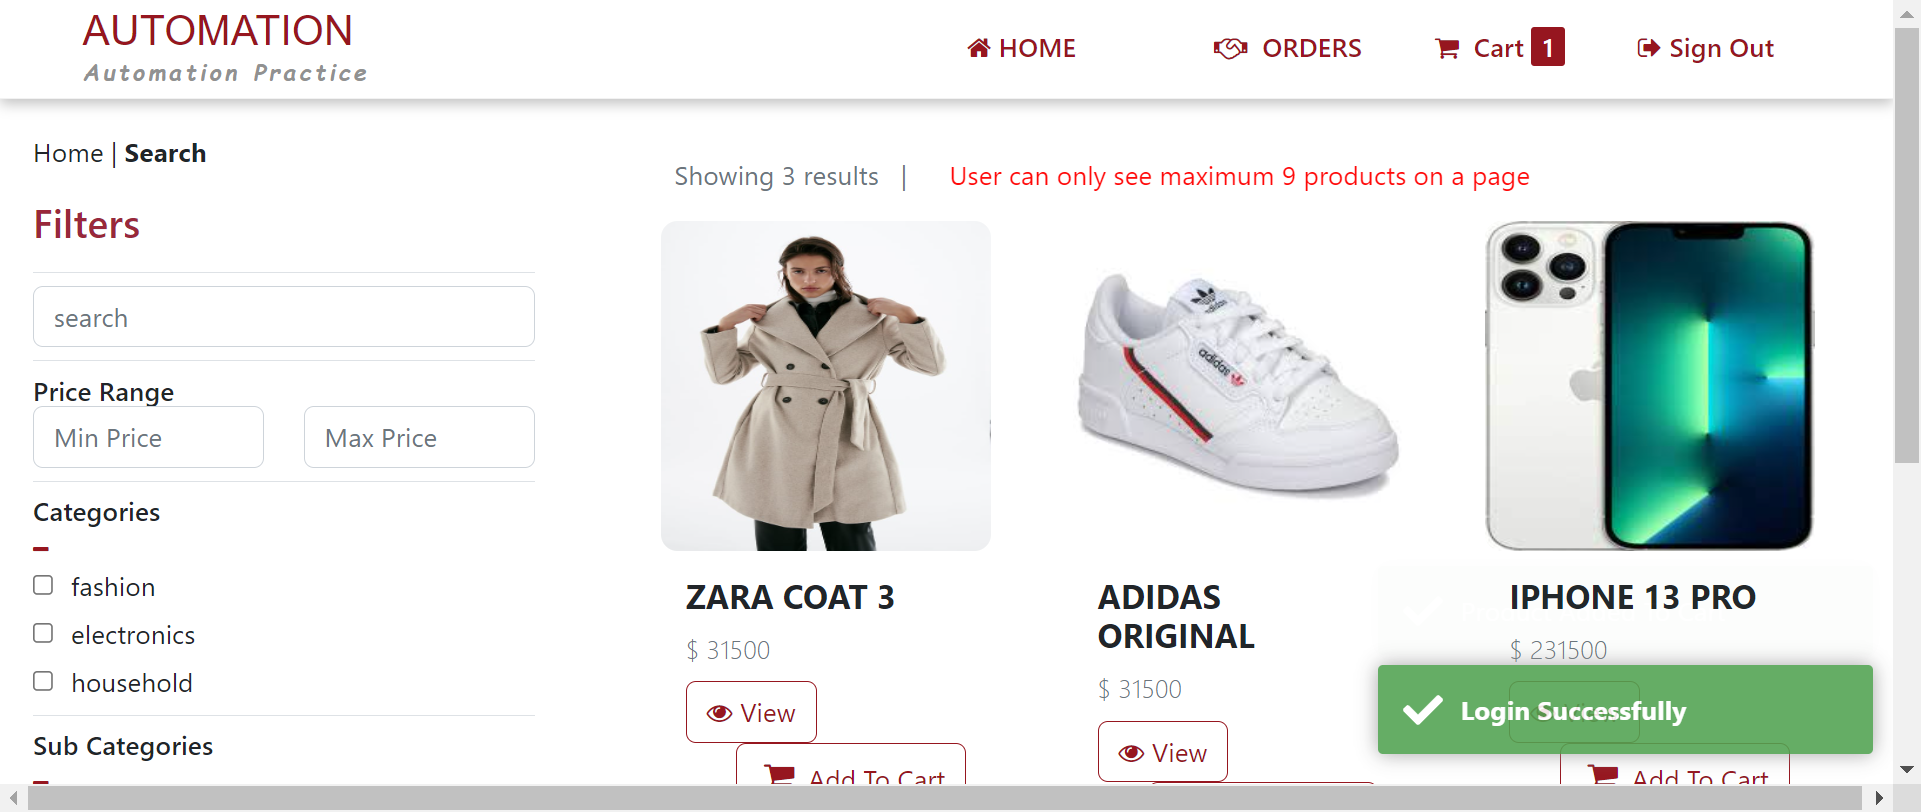 AUTOMATION
Automation Practice
HOME
ORDERS
Cart 1
Sign Out
Home | Search
Showing 3 results |
User can only see maximum 9 products on a page
Filters
search
Price Range
Min Price
Max Price
Categories
fashion
electronics
household
Sub Categories
adidas
adidas
ZARA COAT 3
$ 31500
View
Add To Cart
ADIDAS
ORIGINAL
$ 31500
View
IPHONE 13 PRO
$ 231500
Login Successfully
Add To Cart